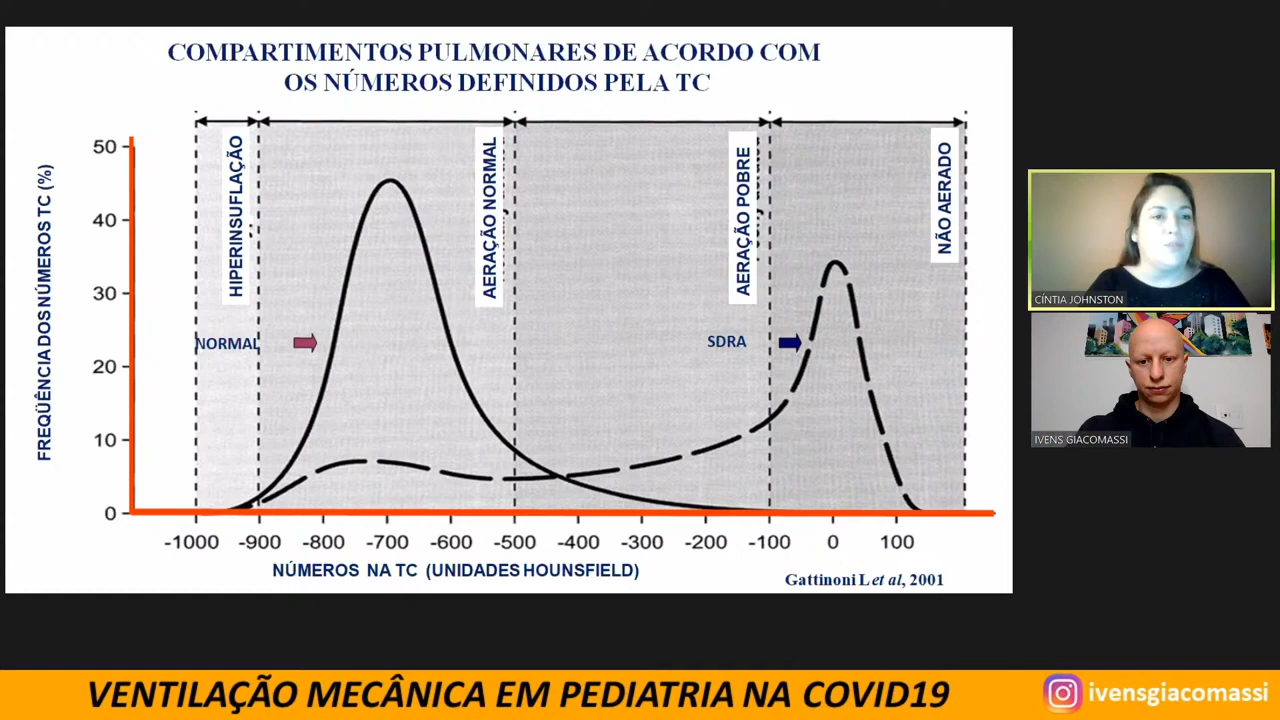 COMPARTIMENTOS PULMONARES DE ACORDO COM
OS NÚMEROS DEFINIDOS PELA TC
FREQÜÊNCIA DOS NÚMEROS TC (%)
50
40
30
20
10
0
HIPERINSUFLAÇÃO
AERAÇÃO NORMAL
AERAÇÃO POBRE
NÃO AERADO
NORMAL
SDRA
-1000 -900 -800 -700 -600 -500 -400 -300 -200 -100 0 100
NÚMEROS NA TC (UNIDADES HOUNSFIELD)
Gattinoni L et al, 2001
CÍNTIA JOHNSTON
IVENS GIACOMASSI
VENTILAÇÃO MECÂNICA EM PEDIATRIA NA COVID19
ivensgiacomassi